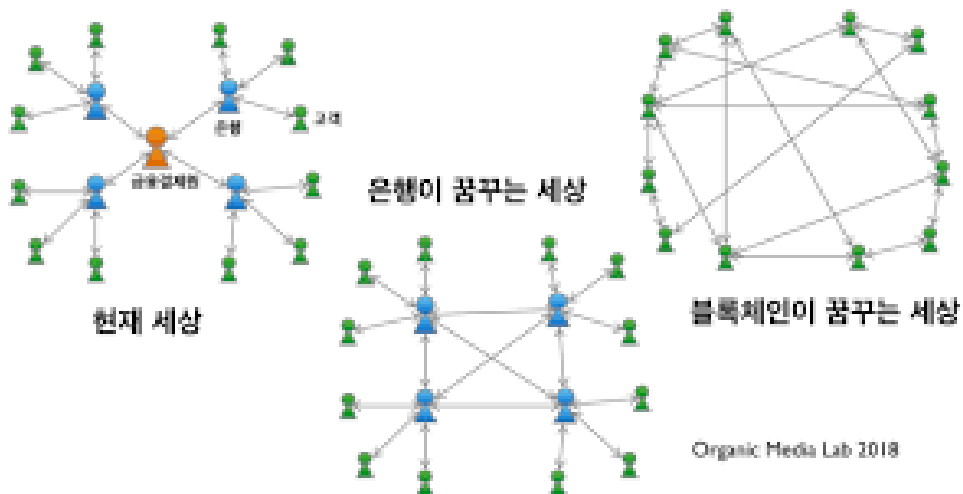 은행
고객
금융결제원
현재 세상
은행이 꿈꾸는 세상
블록체인이 꿈꾸는 세상
Organic Media Lab 2018